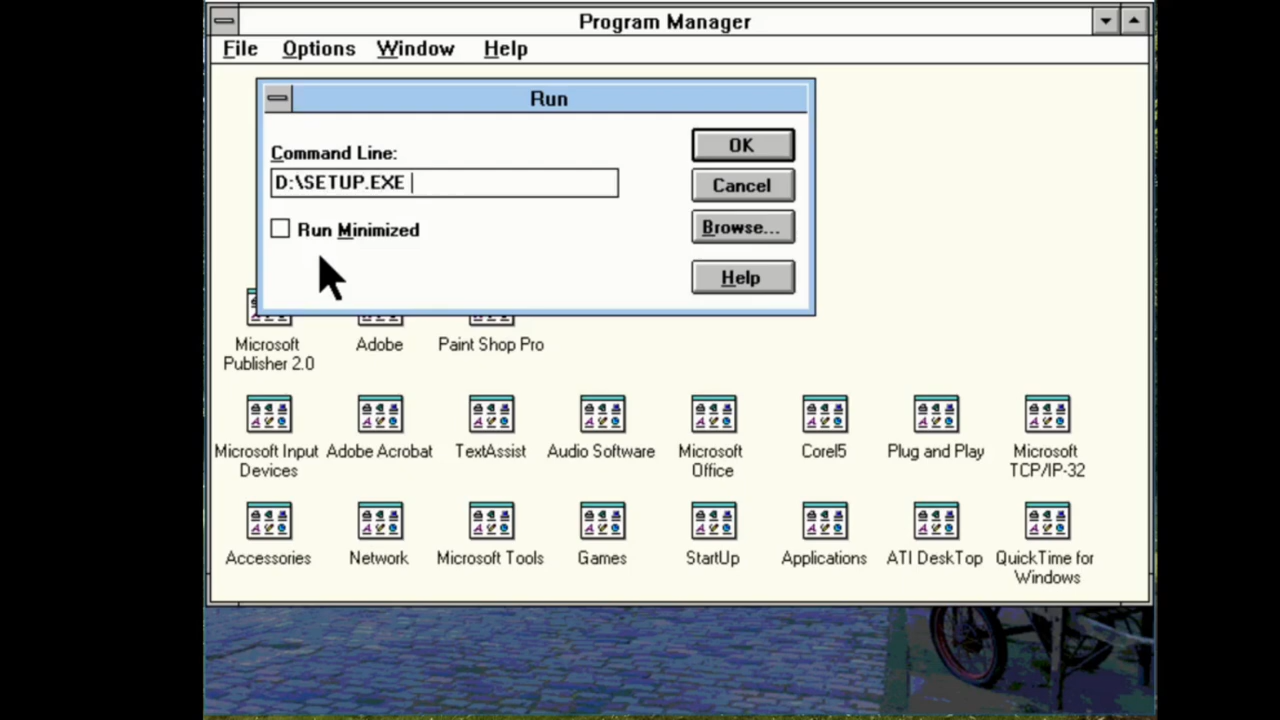 Program Manager
File Options Window Help
Run
Command Line:
D:\SETUP.EXE
Run Minimized
OK
Cancel
Browse...
Help
Microsoft
Publisher 2.0
Adobe
Paint Shop Pro
Microsoft Input
Devices
Adobe Acrobat
TextAssist
Audio Software
Microsoft
Office
Corel5
Plug and Play
Microsoft
TCP/IP-32
Accessories
Network
Microsoft Tools
Games
StartUp
Applications
ATI DeskTop
QuickTime for
Windows